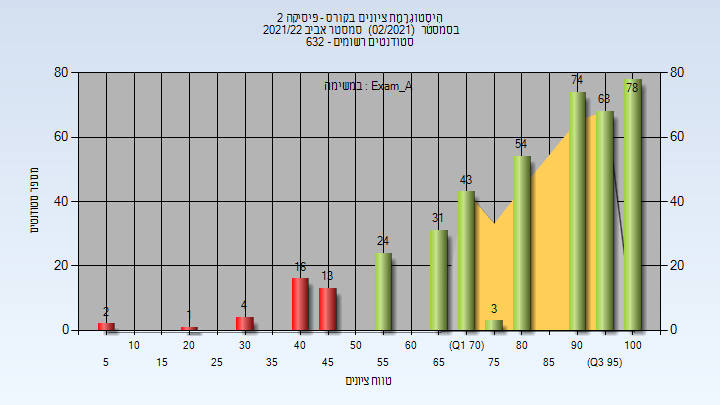 היסטוגרמת ציונים בקורס - פיסיקה 2
בסמסטר (02/2021) סמסטר אביב 2021/22
סטודנטים רשומים - 632
במשימה : Exam_A
מספר סטודנטים
80 60 40 20 0
80 60 40 20 0
2 1 4 16 13 24 31 43 3 54 74 68 78
10 20 30 40 50 60 (Q1 70) 80 90 100
5 15 25 35 45 55 65 75 85 (Q3 95)
טווח ציונים